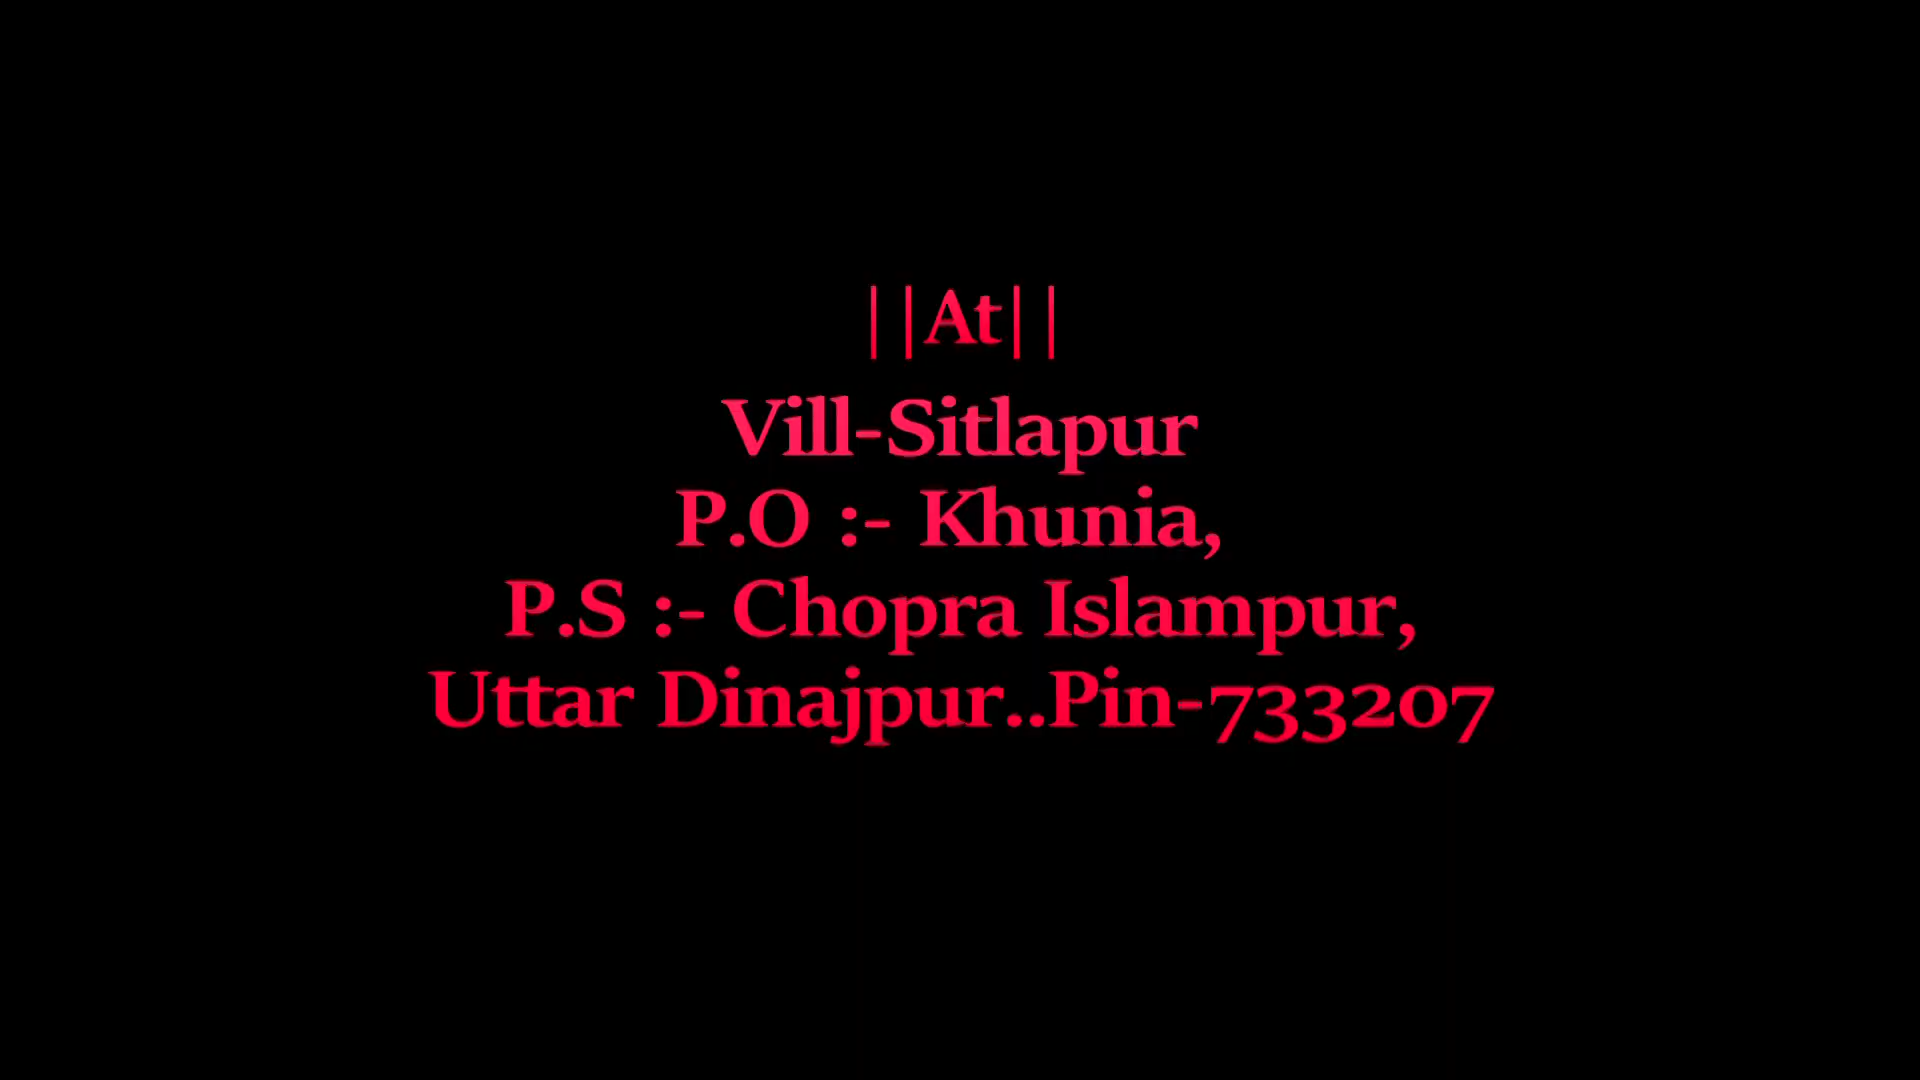 ||At||
Vill-Sitlapur
P.O :- Khunia,
P.S :- Chopra Islampur,
Uttar Dinajpur..Pin-733207